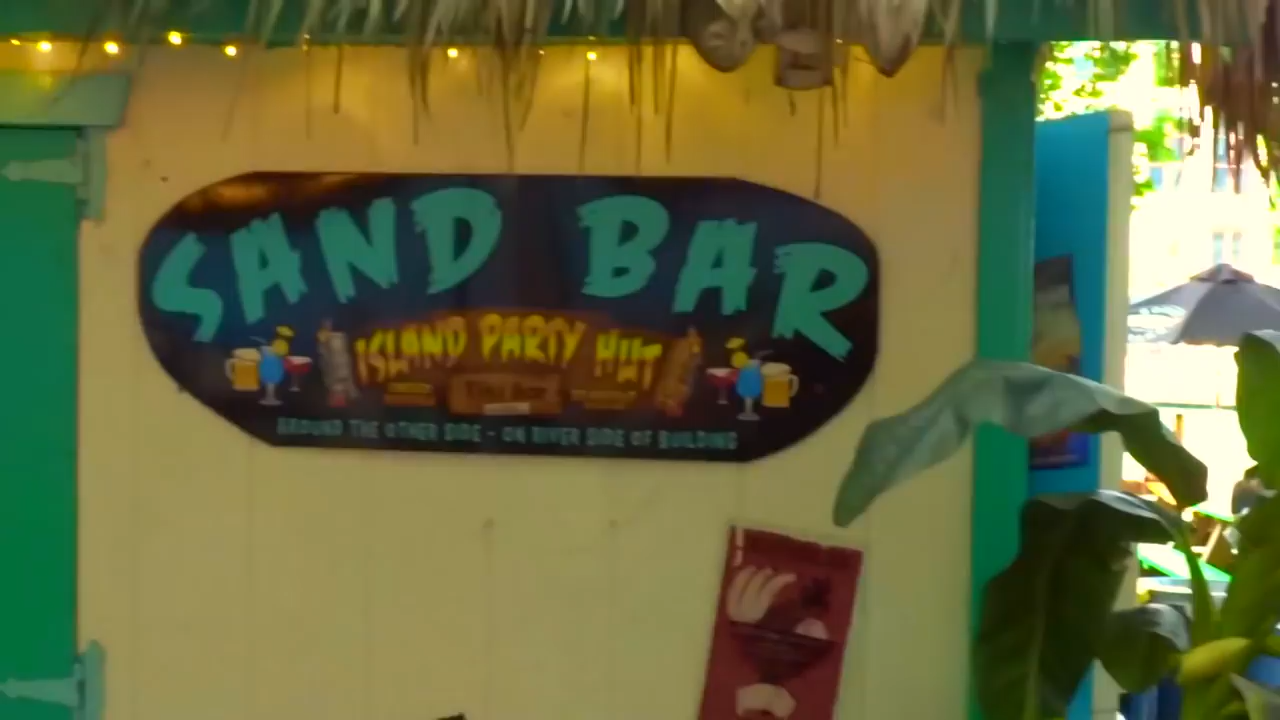 SAND BAR
ISLAND PARTY HUT
AROUND THE OTHER SIDE - ON RIVER SIDE OF BUILDING